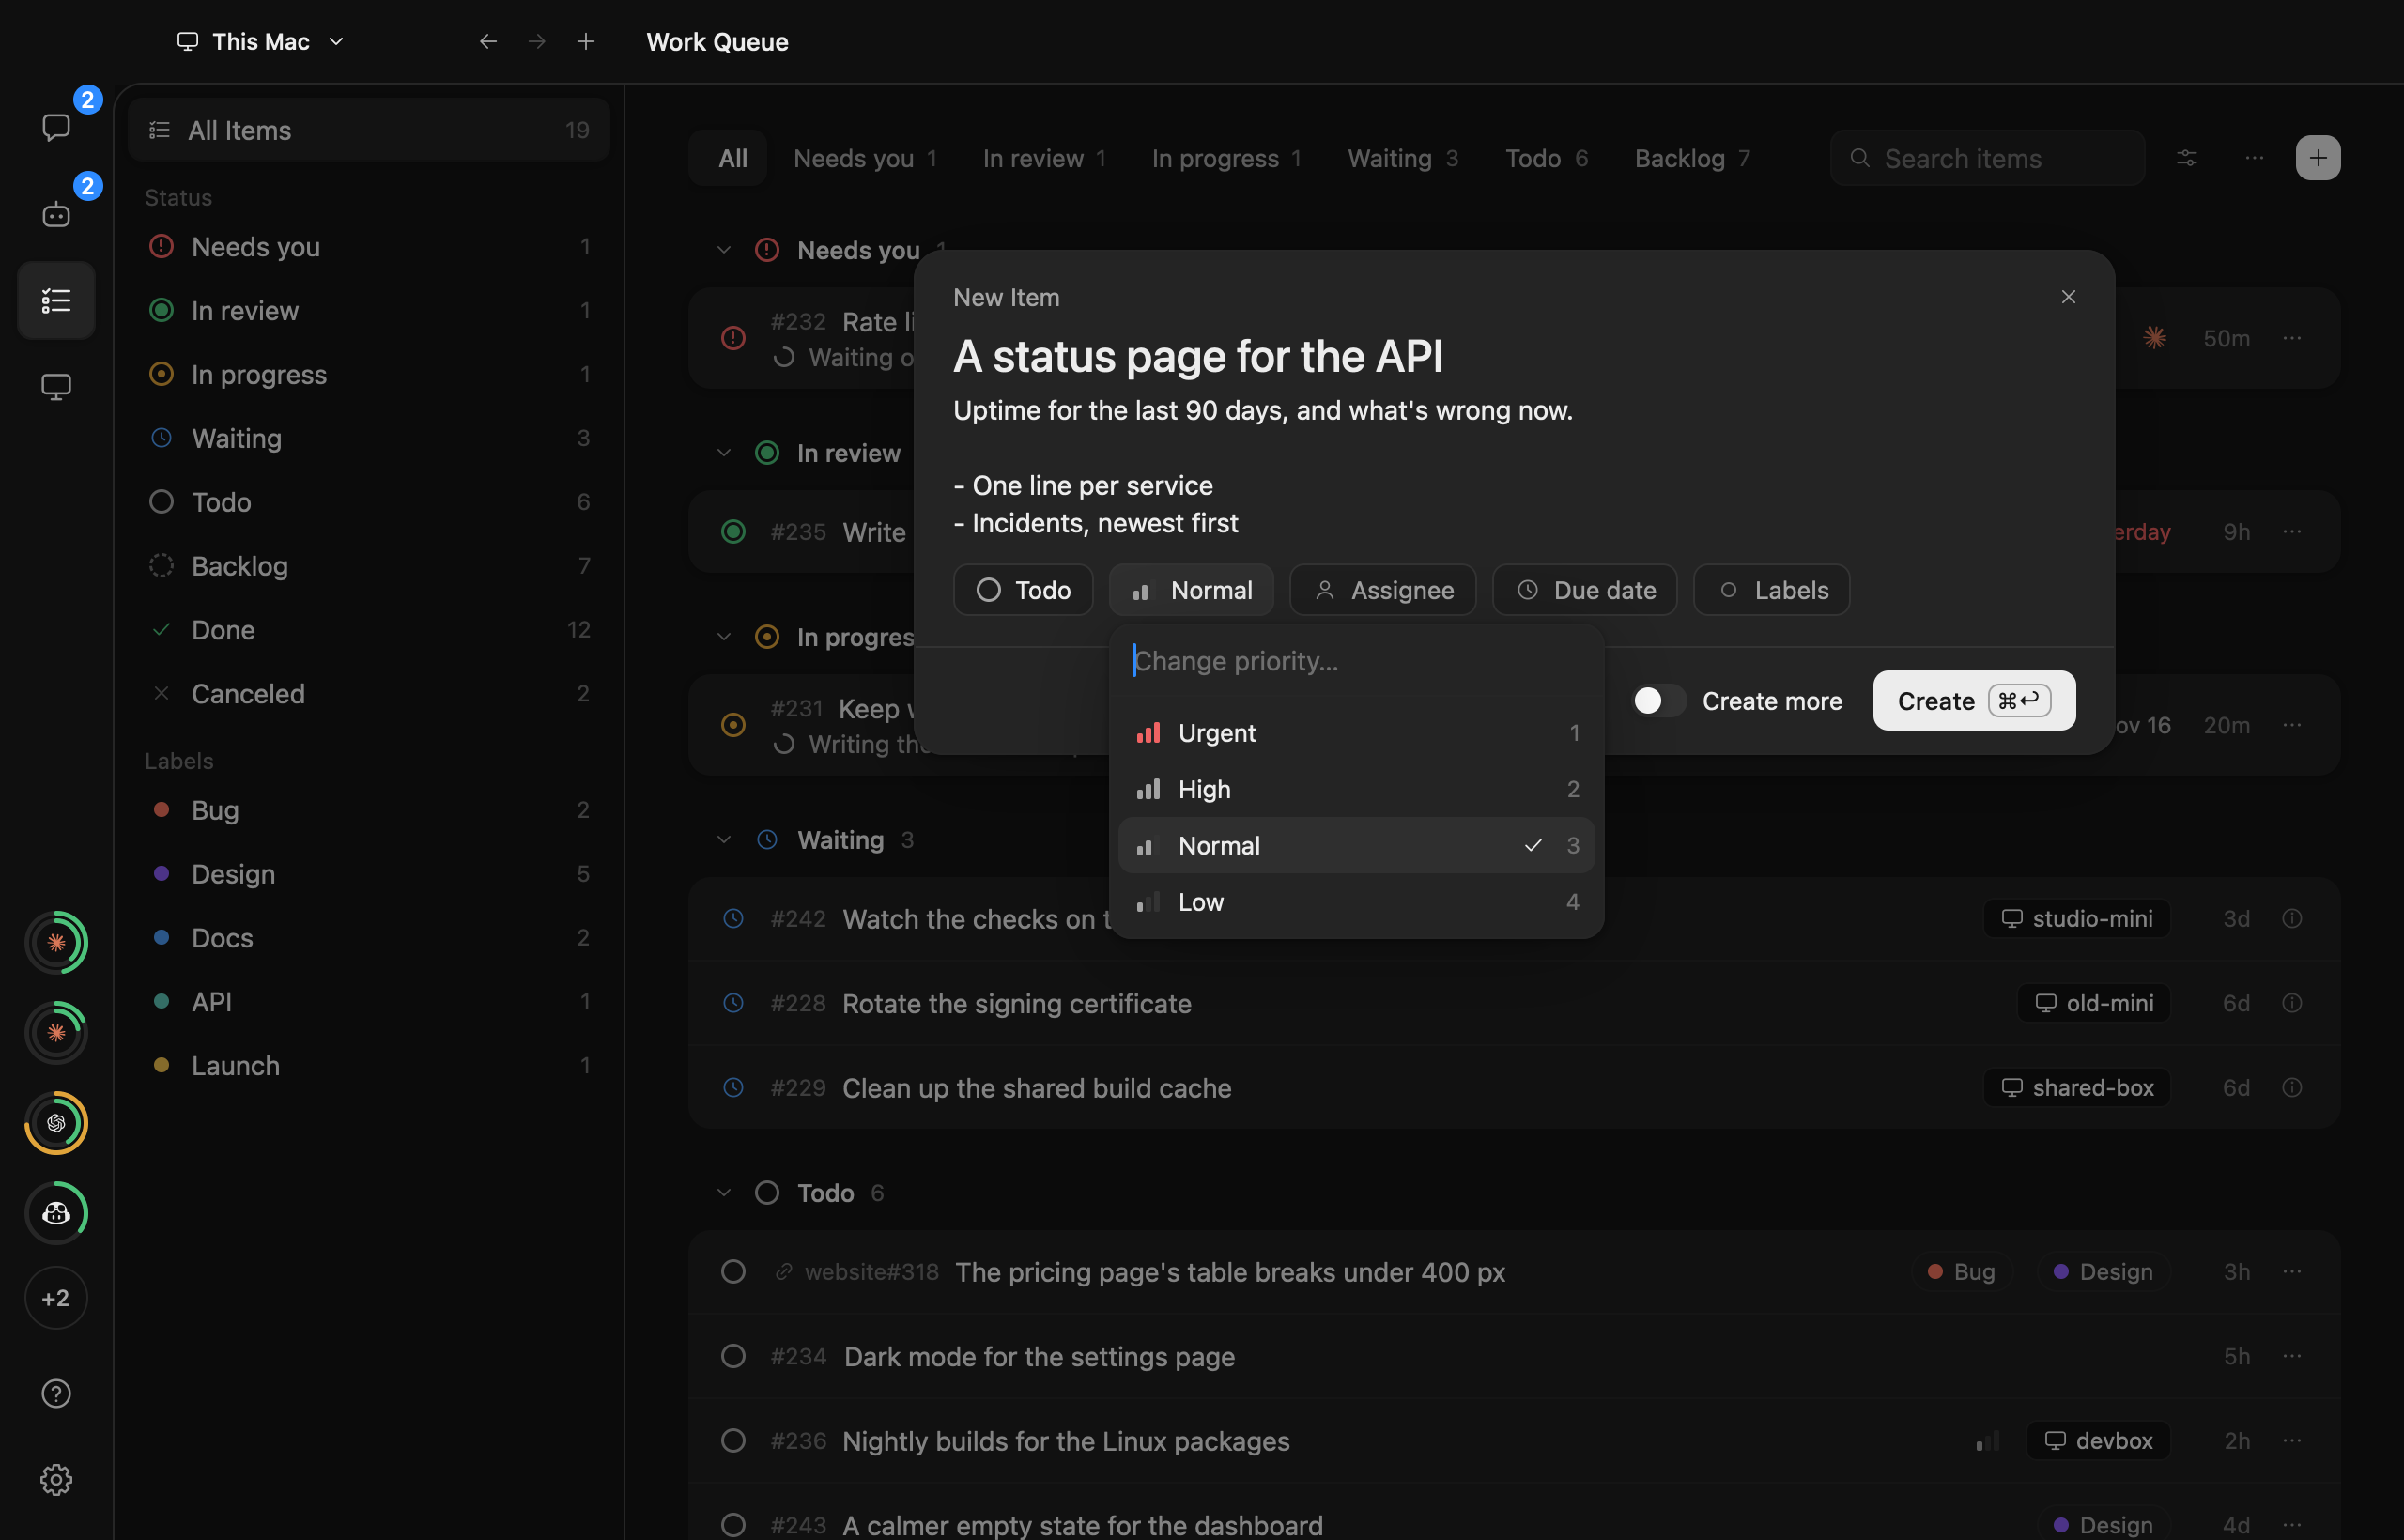 This Mac
Work Queue
2
2
All Items 19
Status
Needs you 1
In review 1
In progress 1
Waiting 3
Todo 6
Backlog 7
Done 12
Canceled 2
Labels
Bug 2
Design 5
Docs 2
API 1
Launch 1
+2
All Needs you 1 In review 1 In progress 1 Waiting 3 Todo 6 Backlog 7 Search items
Needs you 1
#232 Rate
50m
Waiting
In review
#235 Write
9h
In
#231 Keep
16 20m
Writing
New Item
A status page for the API
Uptime for the last 90 days, and what's wrong now.
- One line per service
- Incidents, newest first
Todo Normal Assignee Due date Labels
Change priority...
Urgent 1
High 2
Normal 3
Low 4
Create more Create ⌘↩
Waiting 3
#242 Watch the checks on studio-mini 3d
#228 Rotate the signing certificate old-mini 6d
#229 Clean up the shared build cache shared-box 6d
Todo 6
website#318 The pricing page's table breaks under 400 px Bug Design 3h
#234 Dark mode for the settings page 5h
#236 Nightly builds for the Linux packages devbox 2h
#243 A calmer empty state for the dashboard Design 4d